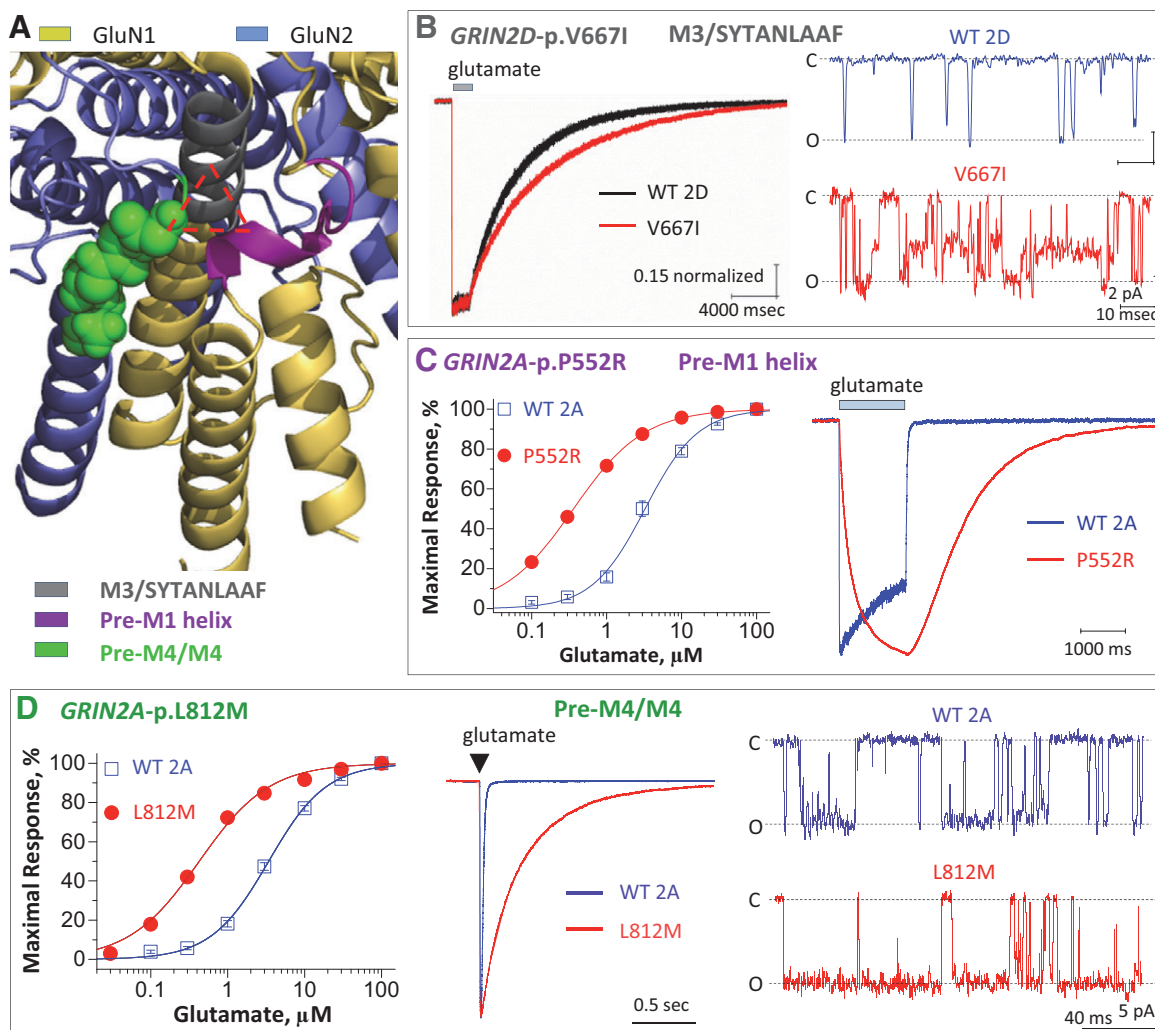 A
GluN1 GluN2
M3/SYTANLAAF
Pre-M1 helix
Pre-M4/M4
B GRIN2D-p.V667I M3/SYTANLAAF
glutamate
WT 2D
V667I
0.15 normalized
4000 msec
WT 2D
C
O
V667I
C
O
2 pA
10 msec
C GRIN2A-p.P552R Pre-M1 helix
Maximal Response, %
100
80
60
40
20
0
WT 2A
P552R
0.1 1 10 100
Glutamate, μM
glutamate
WT 2A
P552R
1000 ms
D GRIN2A-p.L812M Pre-M4/M4
Maximal Response, %
100
80
60
40
20
0
WT 2A
L812M
0.1 1 10 100
Glutamate, μM
glutamate
WT 2A
L812M
0.5 sec
WT 2A
C
O
L812M
C
O
5 pA
40 ms